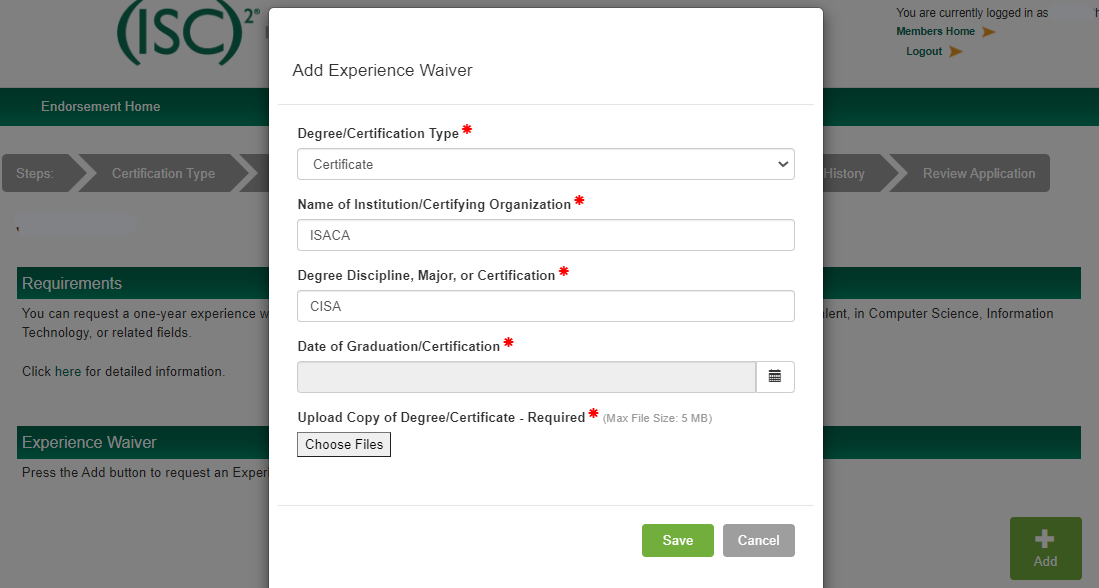 (ISC)2®
You are currently logged in as
Members Home
Logout
Add Experience Waiver
Endorsement Home
Degree/Certification Type *
Certificate
Steps:
Certification Type
History
Review Application
Name of Institution/Certifying Organization *
ISACA
Degree Discipline, Major, or Certification *
Requirements
CISA
You can request a one-year experience w
lent, in Computer Science, Information
Technology, or related fields.
Date of Graduation/Certification *
Click here for detailed information.
Upload Copy of Degree/Certificate - Required * (Max File Size: 5 MB)
Choose Files
Experience Waiver
Press the Add button to request an Experi
Save
Cancel
Add